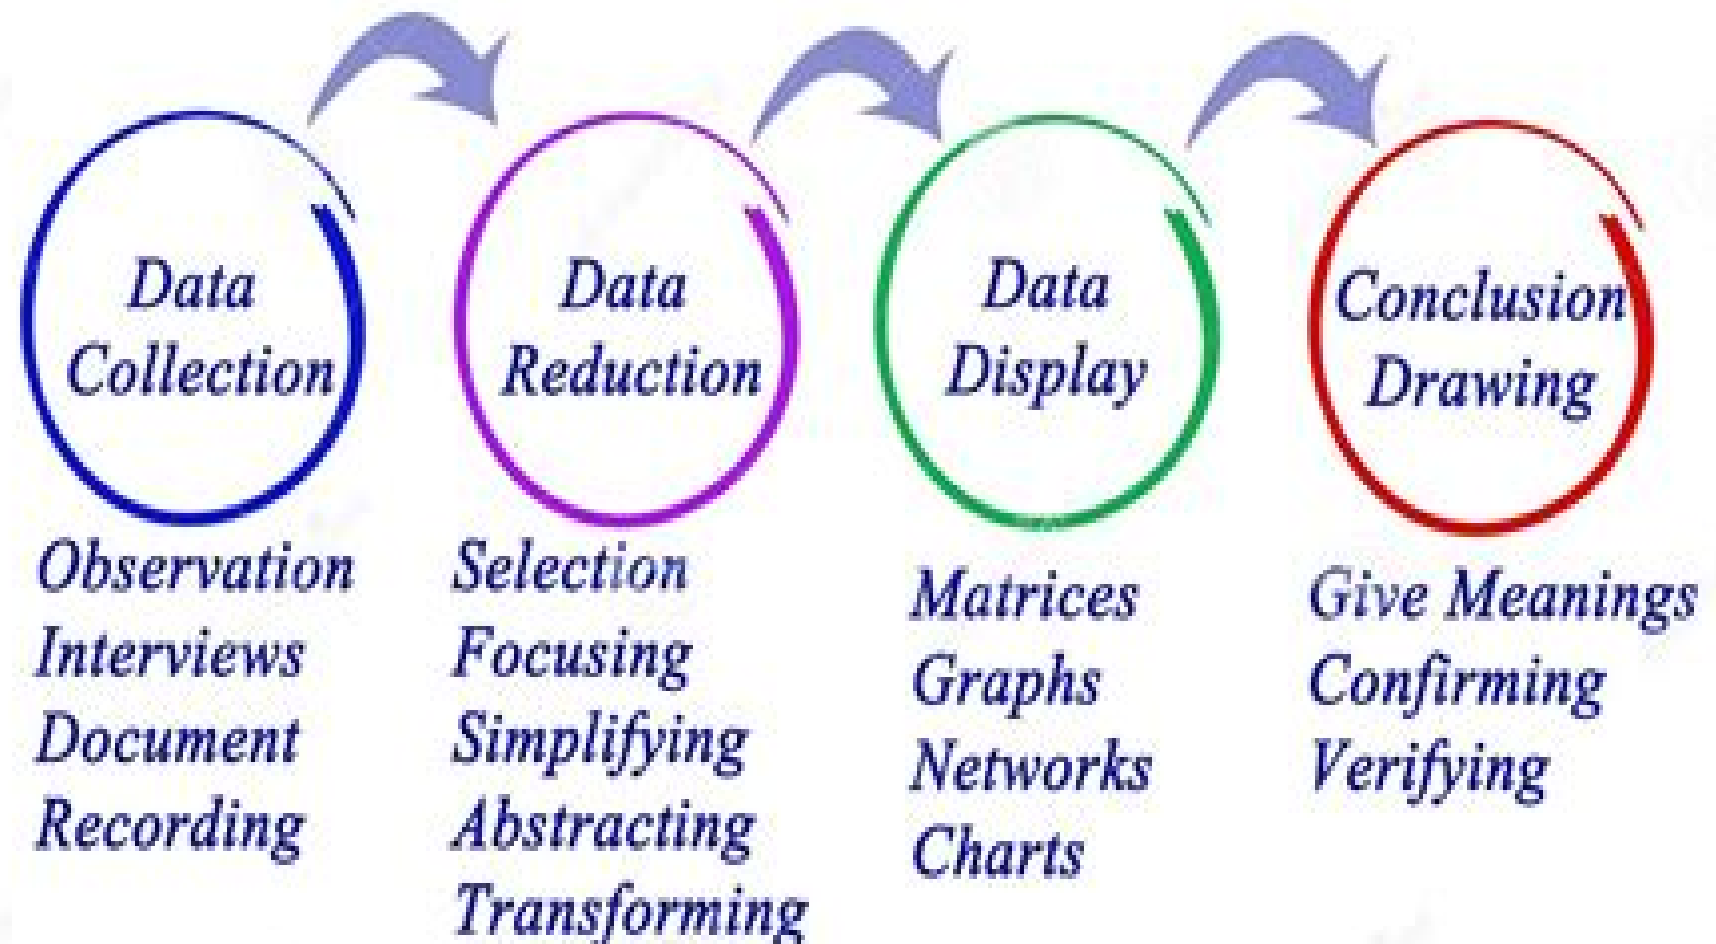 Data
Collection
Data
Reduction
Data
Display
Conclusion
Drawing
Observation
Interviews
Document
Recording
Selection
Focusing
Simplifying
Abstracting
Transforming
Matrices
Graphs
Networks
Charts
Give Meanings
Confirming
Verifying